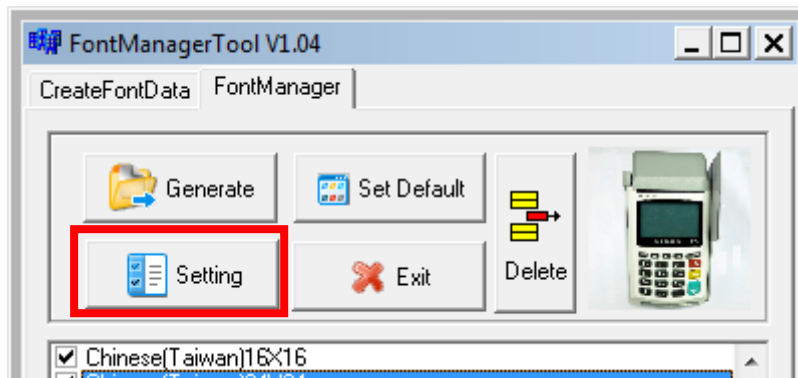 FontManagerTool V1.04
CreateFontData FontManager
Generate Set Default
Setting Exit Delete
Chinese(Taiwan)16X16